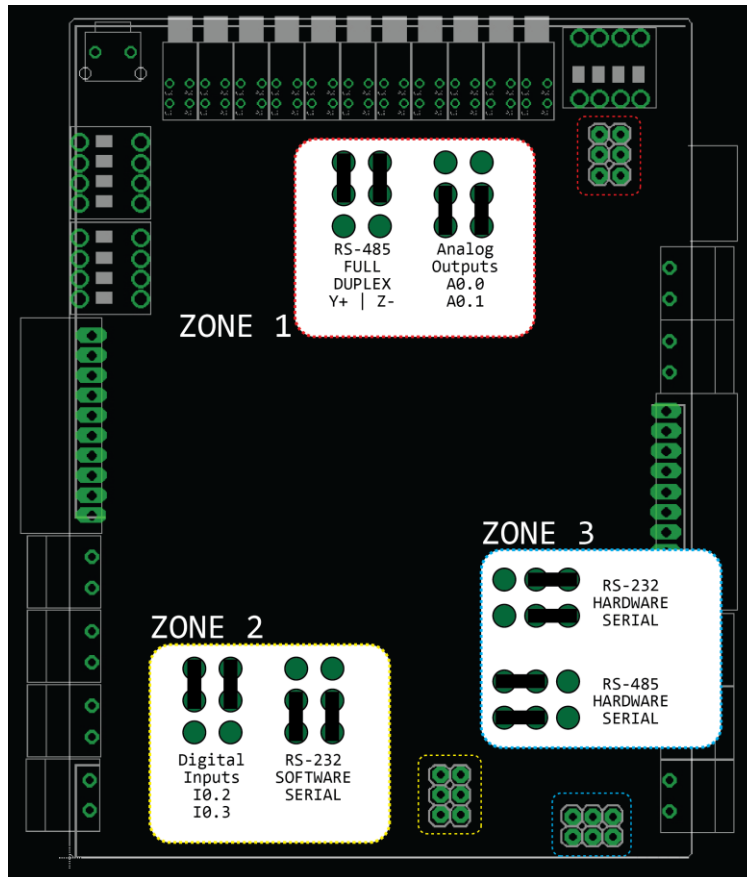 RS-485
FULL
DUPLEX
Y+ | Z-
Analog
Outputs
A0.0
A0.1
ZONE 1
ZONE 3
RS-232
HARDWARE
SERIAL
RS-485
HARDWARE
SERIAL
ZONE 2
Digital
Inputs
I0.2
I0.3
RS-232
SOFTWARE
SERIAL